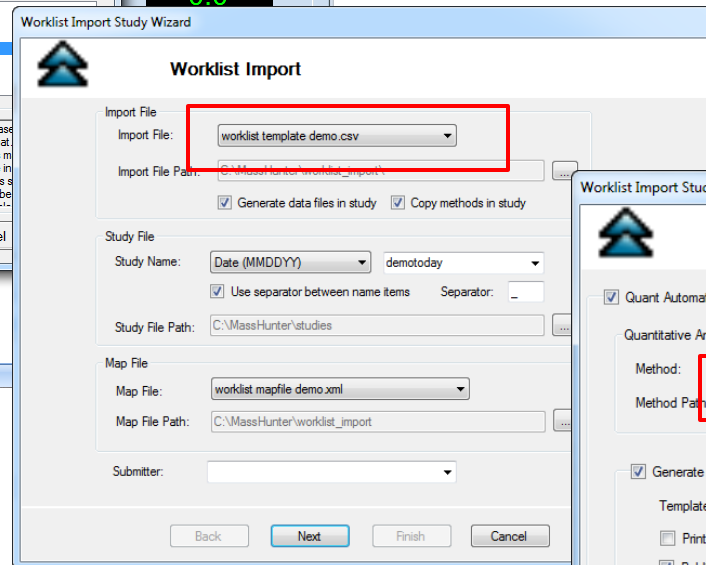 Worklist Import Study Wizard
Worklist Import
Import File
Import File: worklist template demo.csv
Import File Path: C:\MassHunter\worklist_import\
...
Generate data files in study Copy methods in study
Study File
Study Name: Date (MMDDYY) demotoday
Use separator between name items Separator: _
Study File Path: C:\MassHunter\studies
...
Map File
Map File: worklist mapfile demo.xml
Map File Path: C:\MassHunter\worklist_import
...
Submitter:
Back Next Finish Cancel
Worklist Import Stud
Quant Automat
Quantitative An
Method:
Method Path
Generate
Template
Print